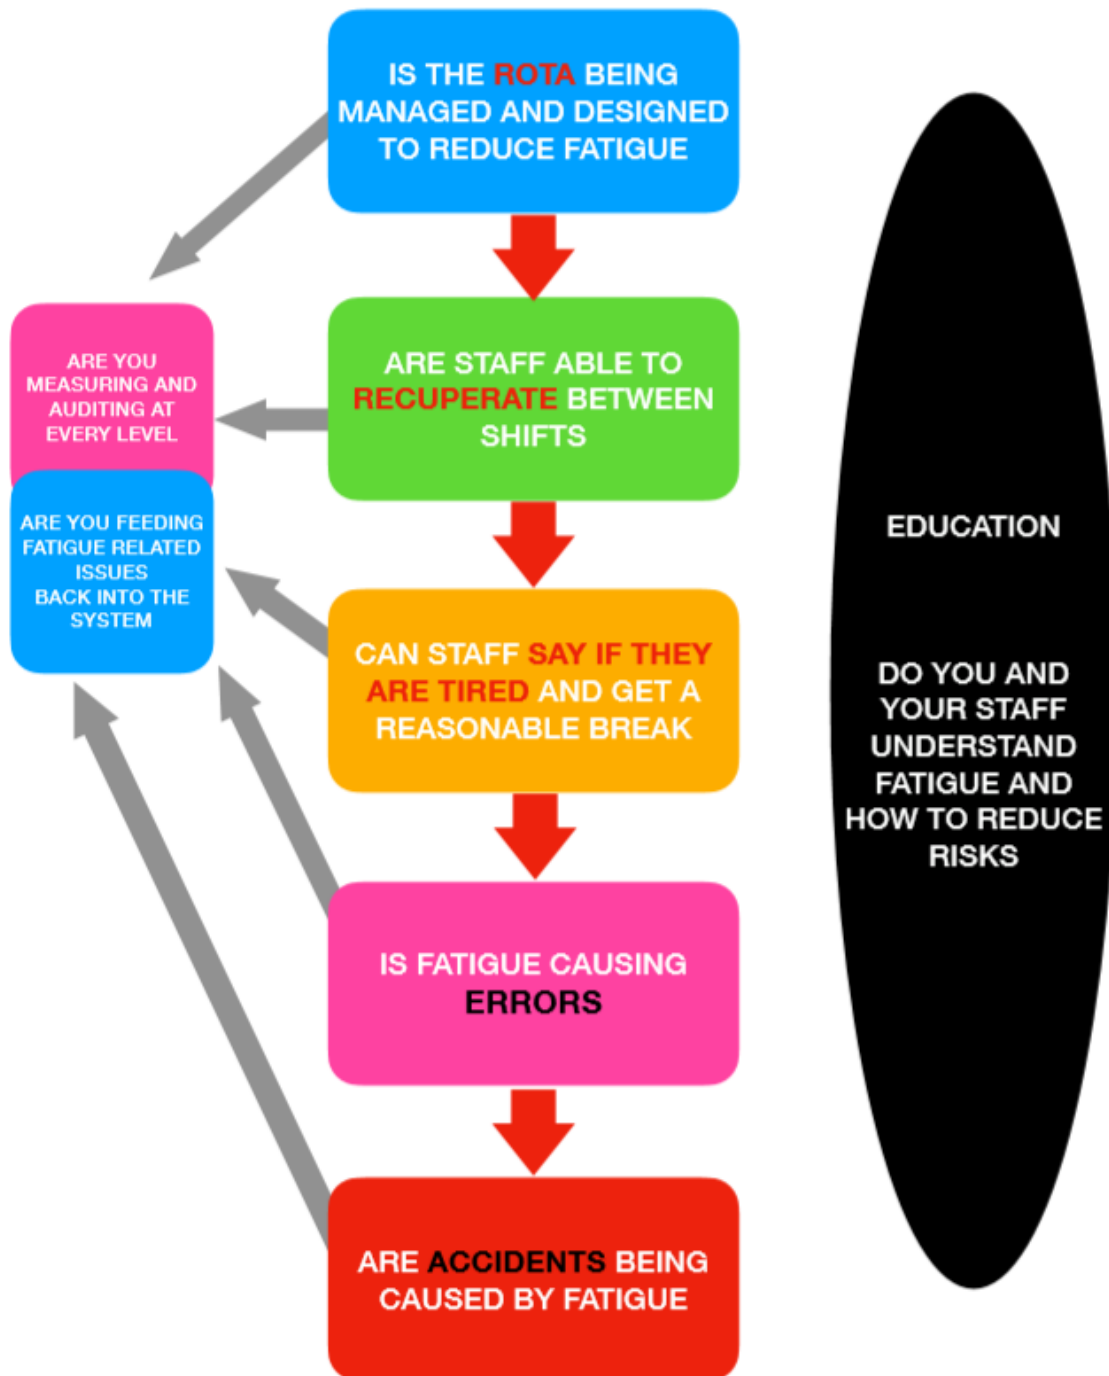 IS THE ROTA BEING
MANAGED AND DESIGNED
TO REDUCE FATIGUE
ARE YOU
MEASURING AND
AUDITING AT
EVERY LEVEL
ARE STAFF ABLE TO
RECUPERATE BETWEEN
SHIFTS
ARE YOU FEEDING
FATIGUE RELATED
ISSUES
BACK INTO THE
SYSTEM
CAN STAFF SAY IF THEY
ARE TIRED AND GET A
REASONABLE BREAK
IS FATIGUE CAUSING
ERRORS
ARE ACCIDENTS BEING
CAUSED BY FATIGUE
EDUCATION
DO YOU AND
YOUR STAFF
UNDERSTAND
FATIGUE AND
HOW TO REDUCE
RISKS